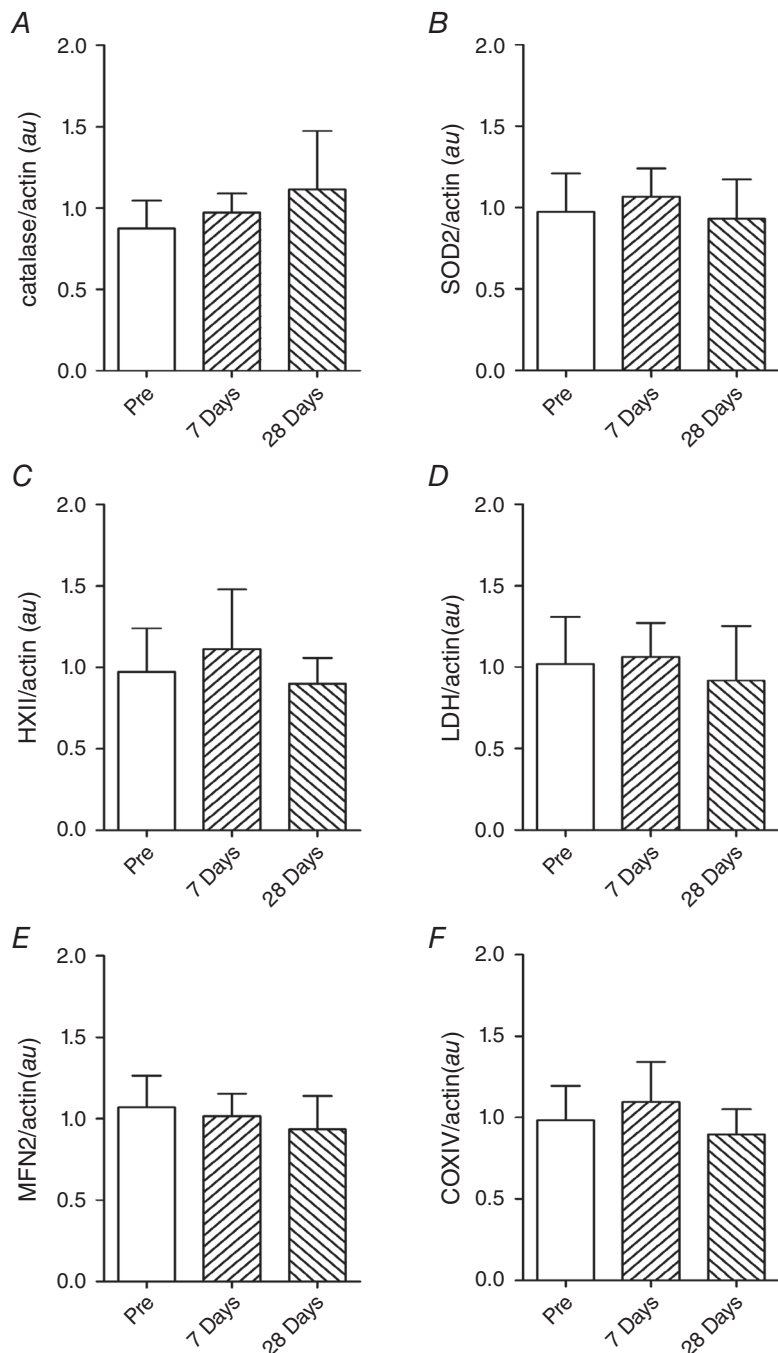 A
catalase/actin (au)
2.0
1.5
1.0
0.5
0.0
Pre
7 Days
28 Days
B
SOD2/actin (au)
2.0
1.5
1.0
0.5
0.0
Pre
7 Days
28 Days
C
HXII/actin (au)
2.0
1.5
1.0
0.5
0.0
Pre
7 Days
28 Days
D
LDH/actin(au)
2.0
1.5
1.0
0.5
0.0
Pre
7 Days
28 Days
E
MFN2/actin(au)
2.0
1.5
1.0
0.5
0.0
Pre
7 Days
28 Days
F
COXIV/actin(au)
2.0
1.5
1.0
0.5
0.0
Pre
7 Days
28 Days